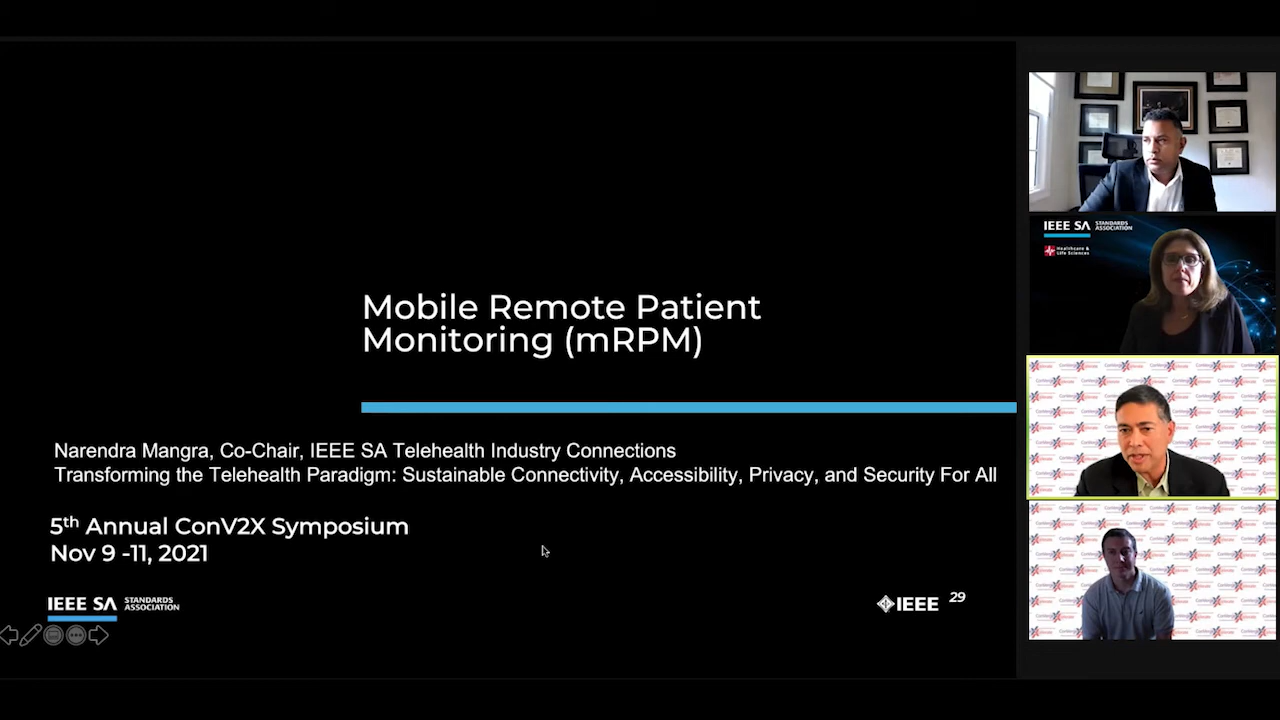 Mobile Remote Patient
Monitoring (mRPM)
Narendra Mangra, Co-Chair, IEEE SA Telehealth Industry Connections
Transforming the Telehealth Paradigm: Sustainable Connectivity, Accessibility, Privacy, and Security For All
5th Annual ConV2X Symposium
Nov 9 -11, 2021
IEEE SA STANDARDS
ASSOCIATION
IEEE
29
IEEE SA STANDARDS
ASSOCIATION
Healthcare &
Life Sciences